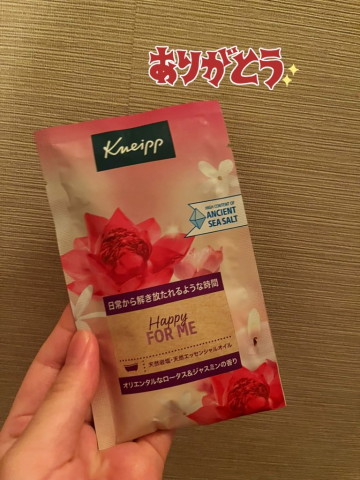 ありがとう
Kneipp
HIGH CONTENT OF
ANCIENT
SEA SALT
日常から解き放たれるような時間
Happy
FOR ME
天然岩塩・天然エッセンシャルオイル
オリエンタルなロータス&ジャスミンの香り